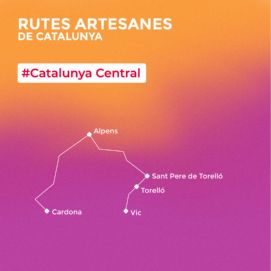 RUTES ARTESANES
DE CATALUNYA
#Catalunya Central
Alpens
Sant Pere de Torelló
Torelló
Cardona
Vic